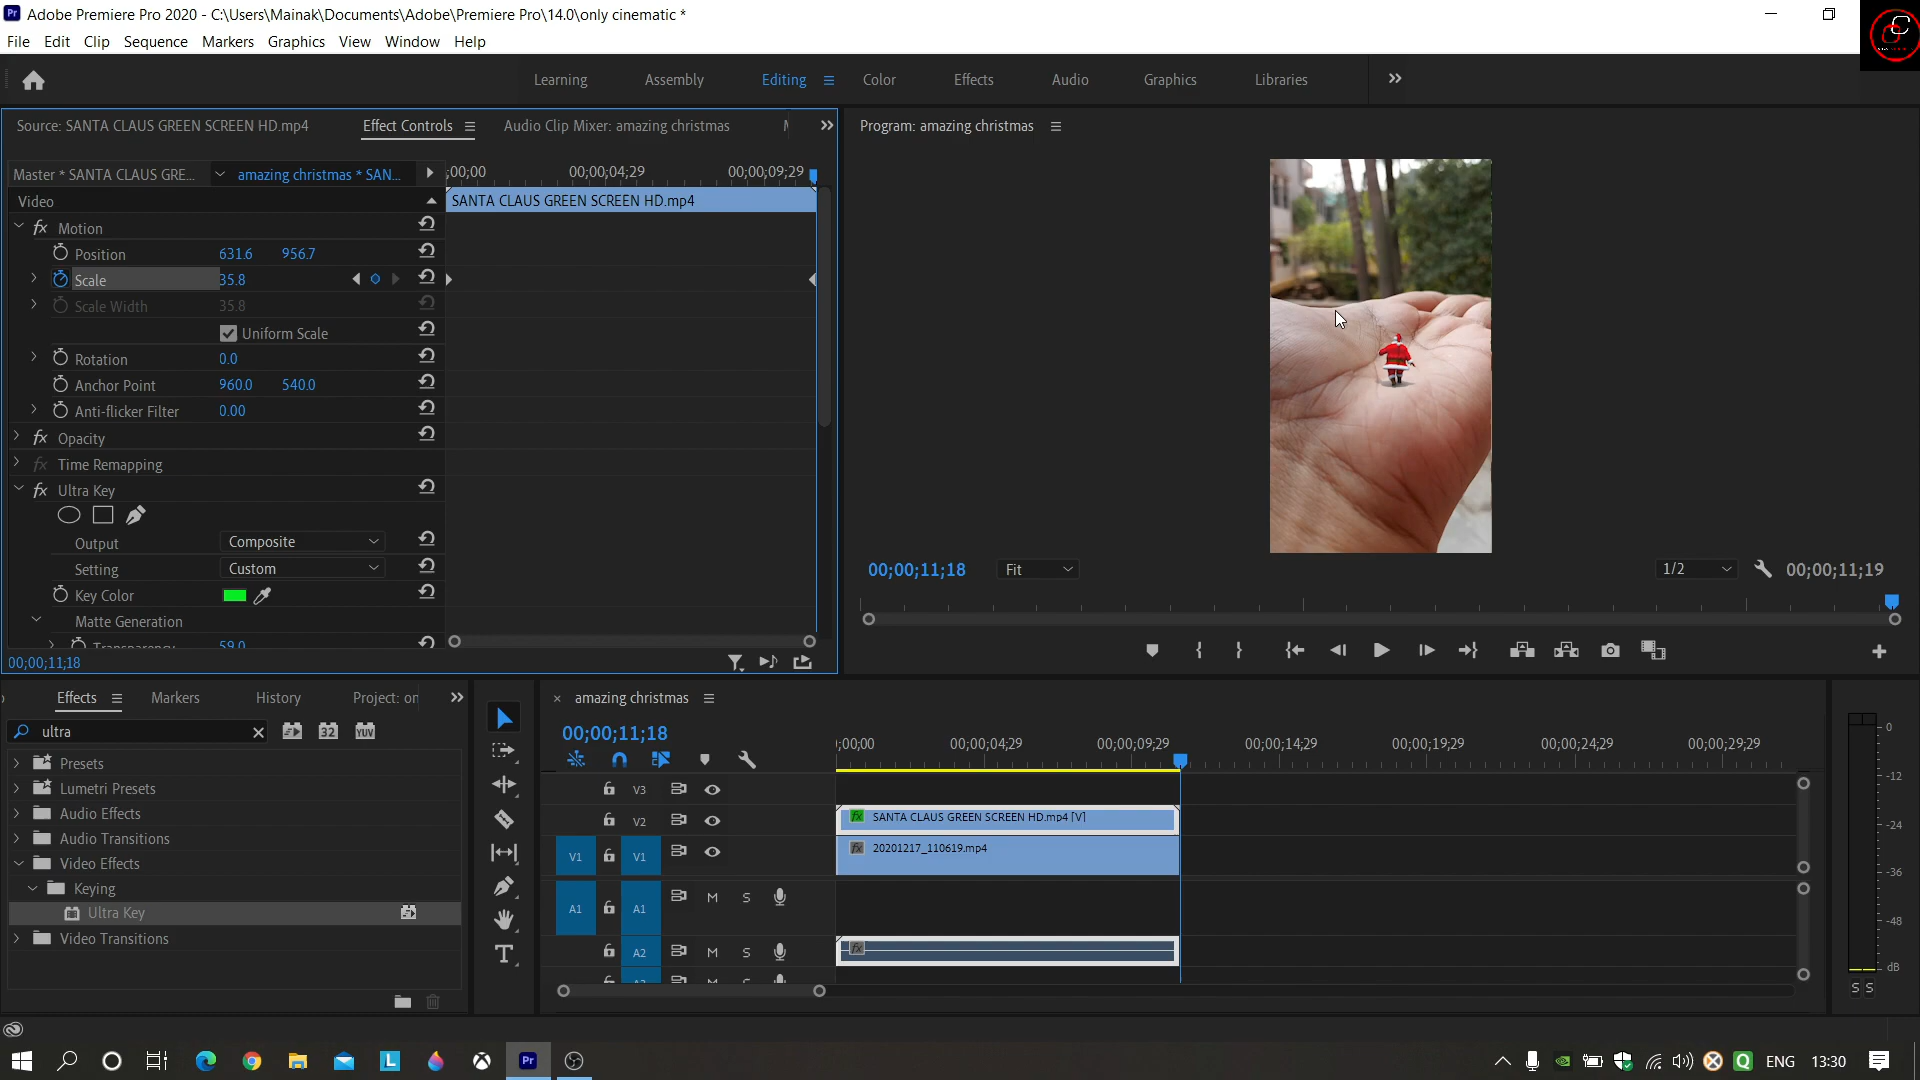 Adobe Premiere Pro 2020 - C:\Users\Mainak\Documents\Adobe\Premiere Pro\14.0\only cinematic *
File Edit Clip Sequence Markers Graphics View Window Help
Learning Assembly Editing Color Effects Audio Graphics Libraries
Source: SANTA CLAUS GREEN SCREEN HD.mp4 Effect Controls Audio Clip Mixer: amazing christmas
Program: amazing christmas
Master * SANTA CLAUS GRE... amazing christmas * SAN...
;00;00 00;00;04;29 00;00;09;29
Video
SANTA CLAUS GREEN SCREEN HD.mp4
fx Motion
Position 631.6 956.7
Scale 35.8
Scale Width 35.8
Uniform Scale
Rotation 0.0
Anchor Point 960.0 540.0
Anti-flicker Filter 0.00
fx Opacity
fx Time Remapping
fx Ultra Key
Output Composite
Setting Custom
Key Color
Matte Generation
Transparency 59.0
00;00;11;18
00;00;11;18 Fit 1/2 00;00;11;19
Effects Markers History Project: on
ultra
32 YUV
Presets
Lumetri Presets
Audio Effects
Audio Transitions
Video Effects
Keying
Ultra Key
Video Transitions
T
amazing christmas
00;00;11;18
;00;00 00;00;04;29 00;00;09;29 00;00;14;29 00;00;19;29 00;00;24;29 00;00;29;29
V3
V2 fx SANTA CLAUS GREEN SCREEN HD.mp4 [V]
V1 V1 fx 20201217_110619.mp4
A1 A1 M S
A2 M S fx
0
-12
-24
-36
-48
dB
S S
L Pr ENG 13:30